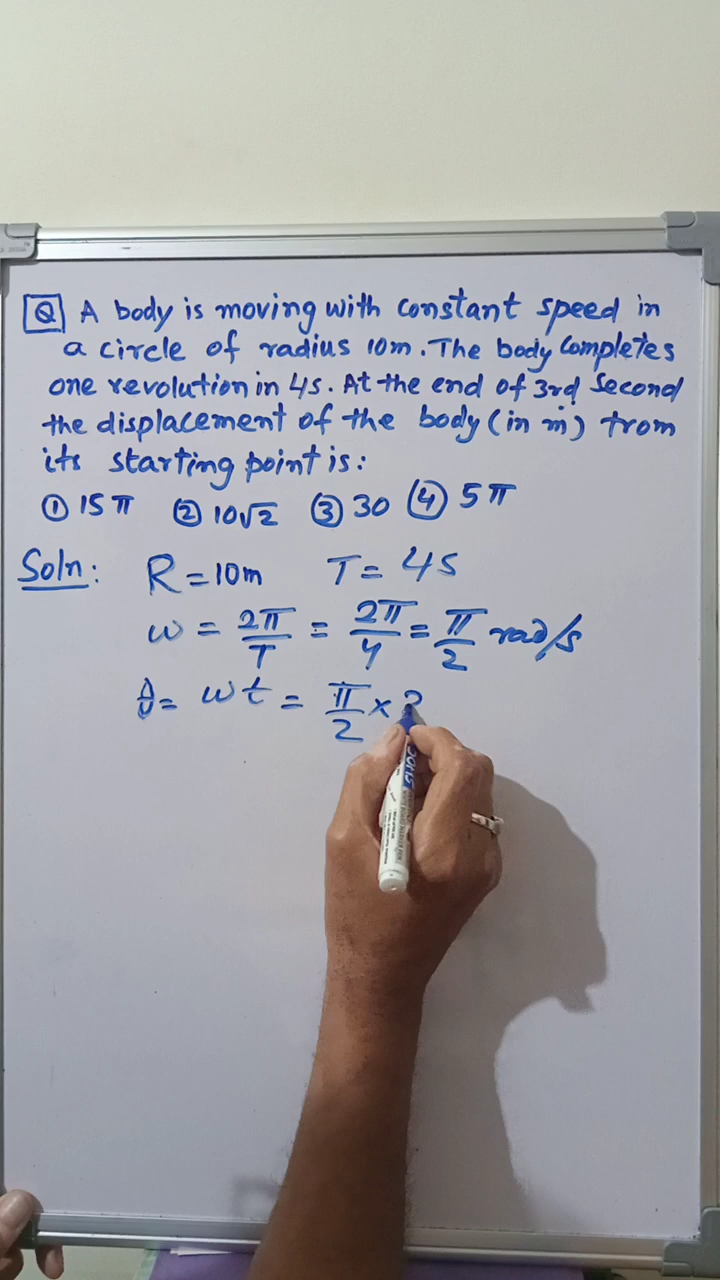 Q A body is moving with constant speed in
a circle of radius 10m. The body Completes
one revolution in 4s. At the end of 3rd Second
the displacement of the body (in m) from
its starting point is:
① 15π ② 10√2 ③ 30 ④ 5π
Soln: R = 10m T = 4s
ω = 2π/T = 2π/4 = π/2 rad/s
θ = ωt = π/2 ×